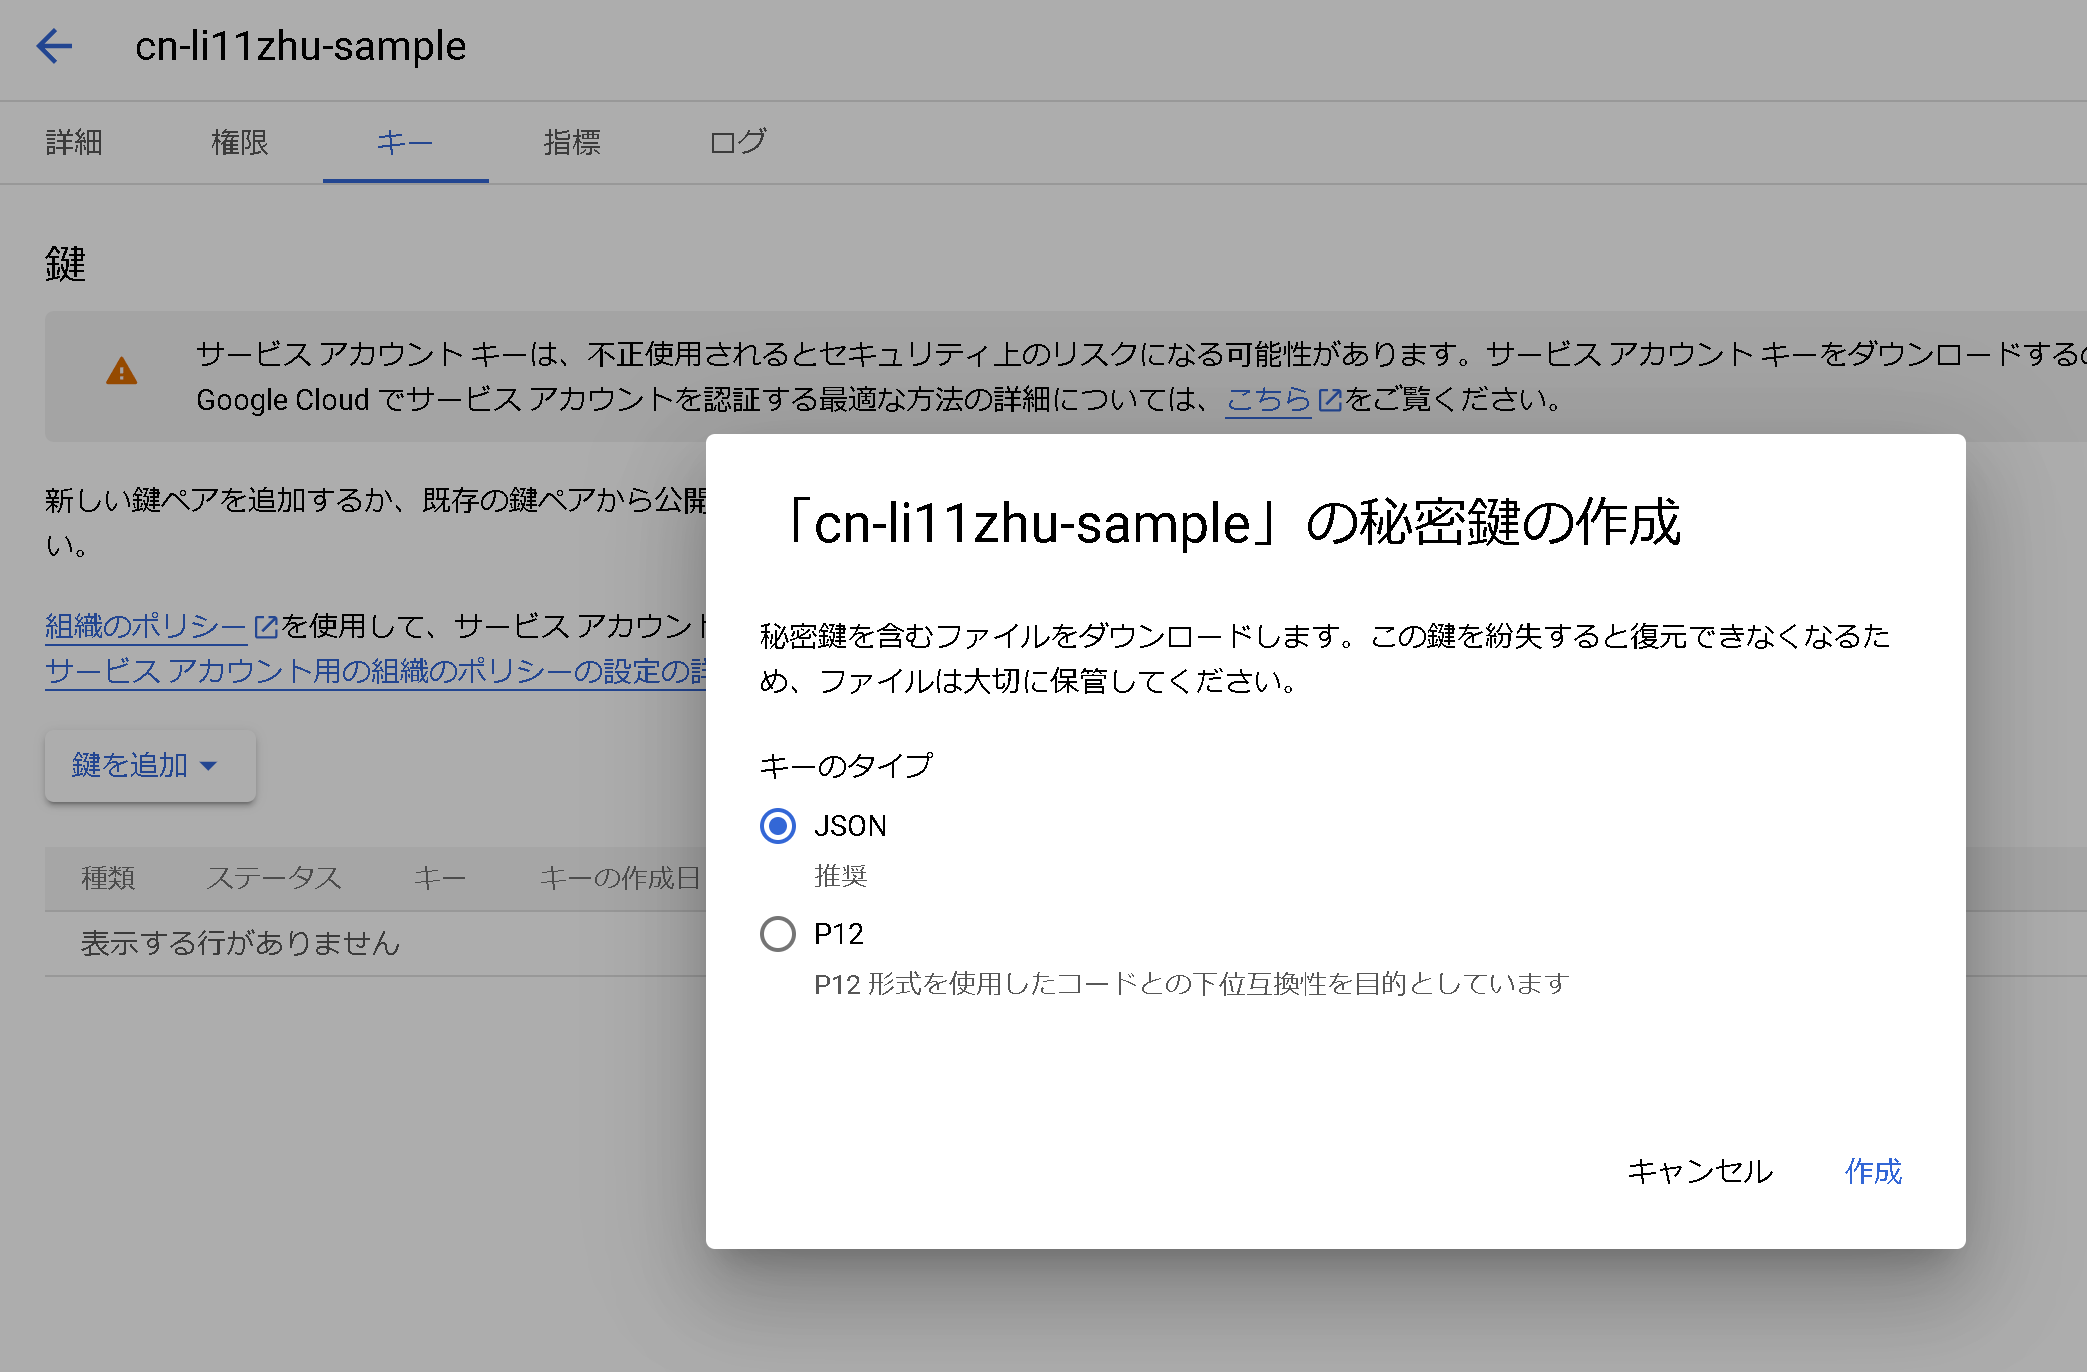 cn-li11zhu-sample
詳細 権限 キー 指標 ログ
鍵
サービス アカウント キーは、不正使用されるとセキュリティ上のリスクになる可能性があります。サービス アカウント キーをダウンロードする
Google Cloud でサービス アカウントを認証する最適な方法の詳細については、こちらをご覧ください。
新しい鍵ペアを追加するか、既存の鍵ペアから公開
い。
組織のポリシーを使用して、サービス アカウント
サービス アカウント用の組織のポリシーの設定の
鍵を追加
種類 ステータス キー キーの作成日
表示する行がありません
「cn-li11zhu-sample」の秘密鍵の作成
秘密鍵を含むファイルをダウンロードします。この鍵を紛失すると復元できなくなるた
め、ファイルは大切に保管してください。
キーのタイプ
JSON
推奨
P12
P12 形式を使用したコードとの下位互換性を目的としています
キャンセル 作成